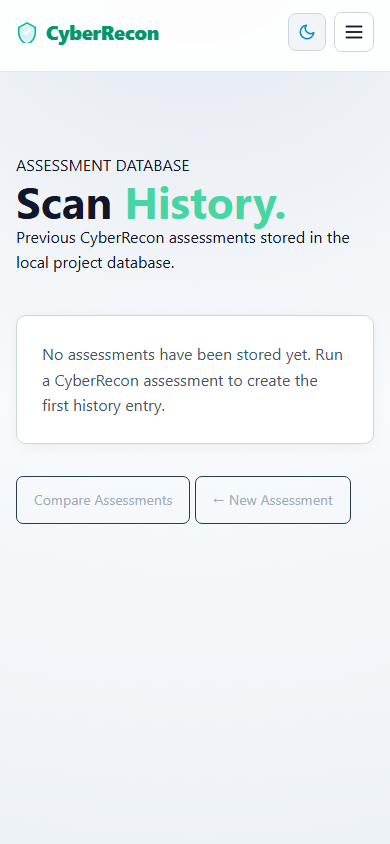 CyberRecon
ASSESSMENT DATABASE
Scan History.
Previous CyberRecon assessments stored in the
local project database.
No assessments have been stored yet. Run
a CyberRecon assessment to create the
first history entry.
Compare Assessments
← New Assessment